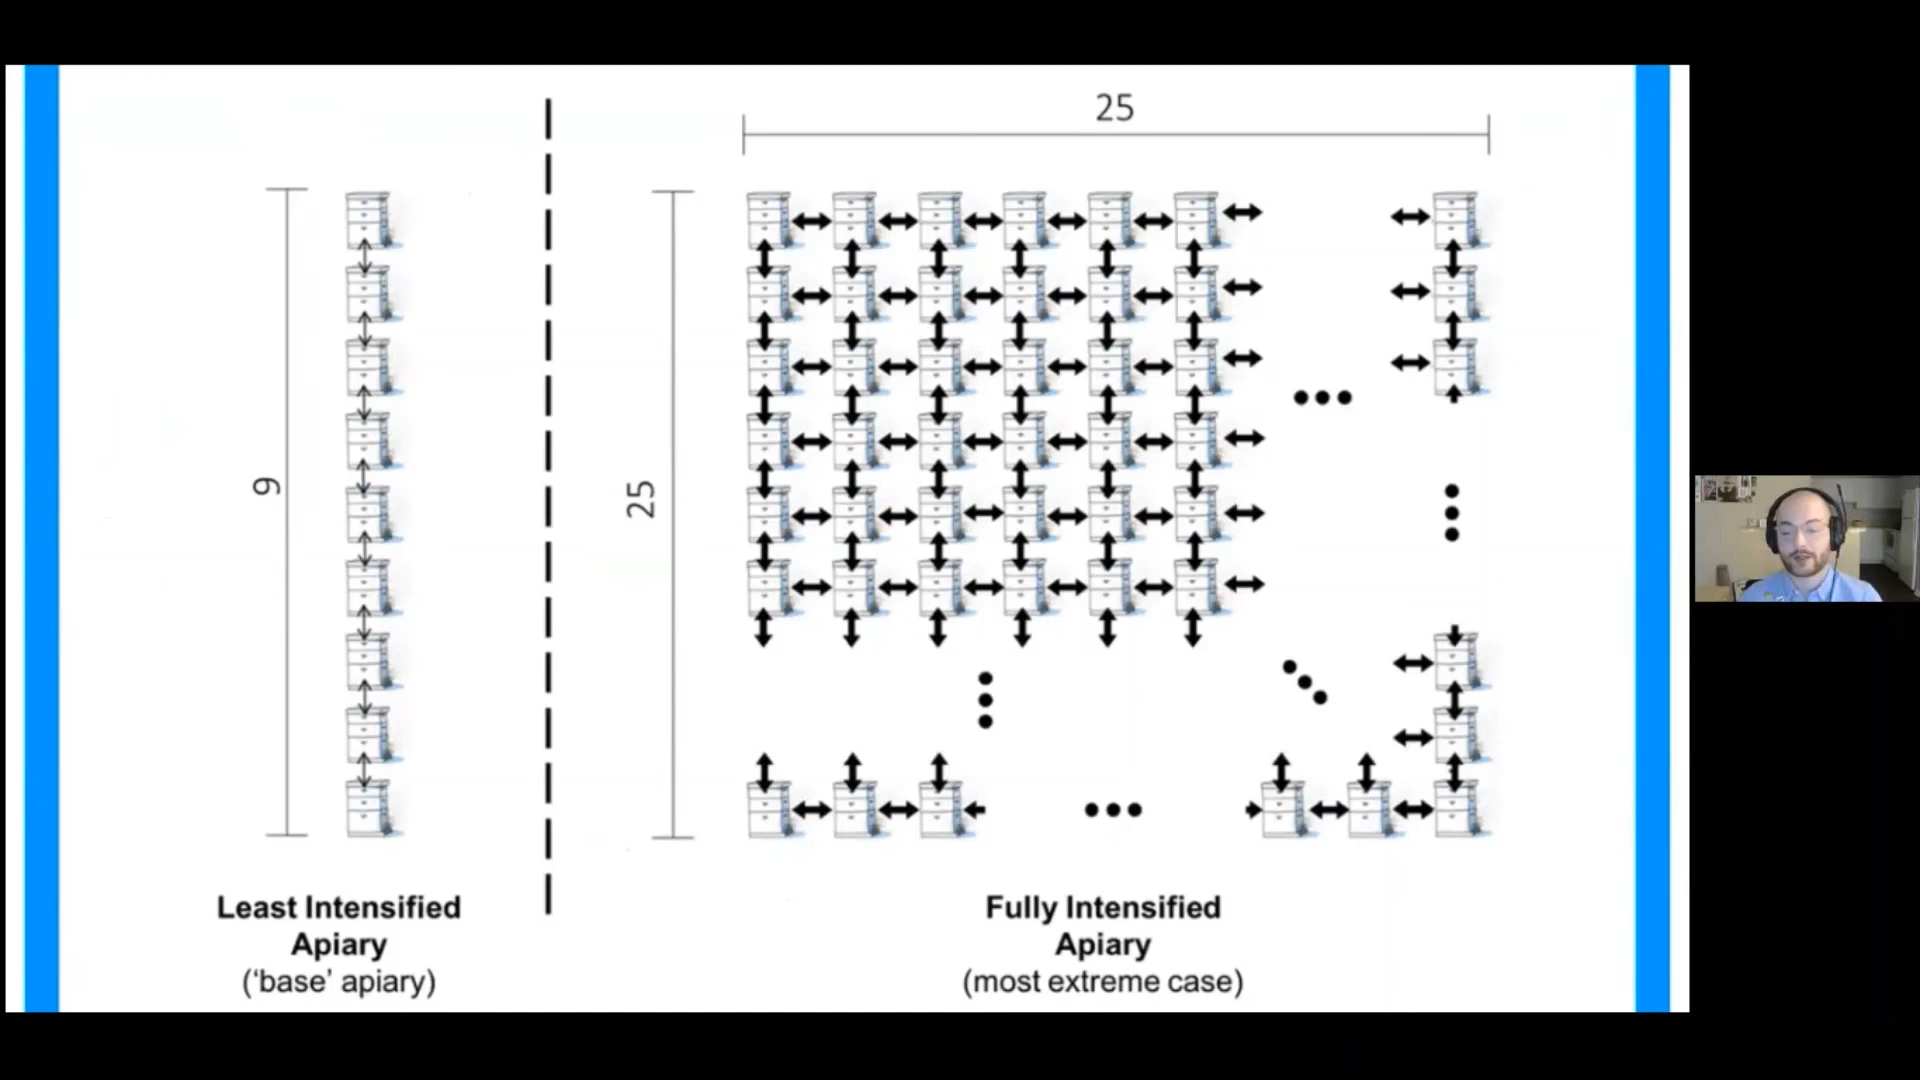 25
9
25
Least Intensified
Apiary
(‘base’ apiary)
Fully Intensified
Apiary
(most extreme case)